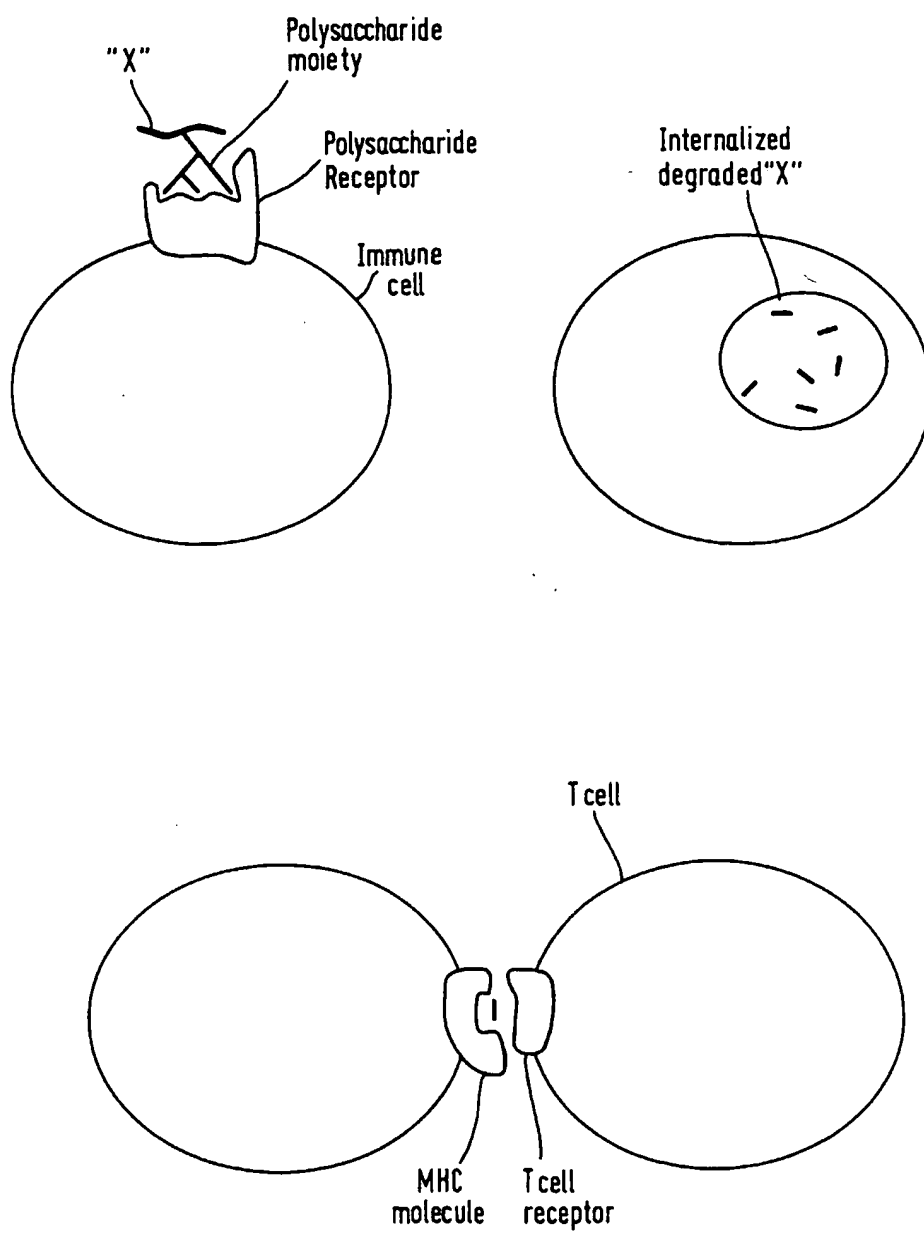 "X"
Polysaccharide
moiety
Polysaccharide
Receptor
Immune
cell
Internalized
degraded"X"
T cell
MHC
molecule
T cell
receptor